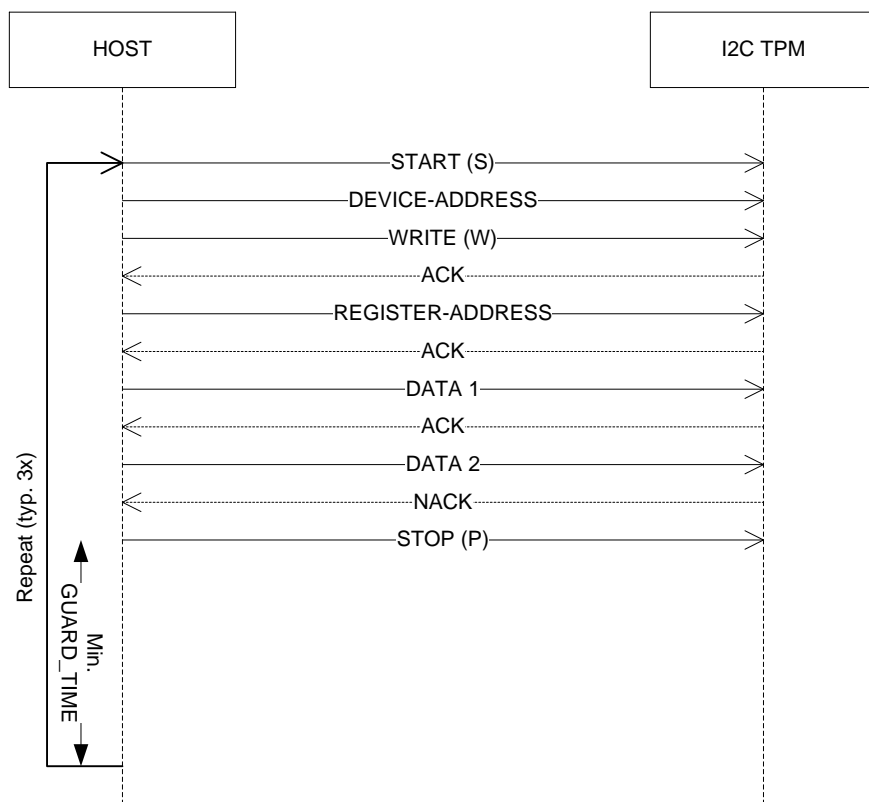 HOST
I2C TPM
START (S)
DEVICE-ADDRESS
WRITE (W)
ACK
REGISTER-ADDRESS
ACK
DATA 1
ACK
DATA 2
NACK
STOP (P)
Repeat (typ. 3x)
Min.
GUARD_TIME